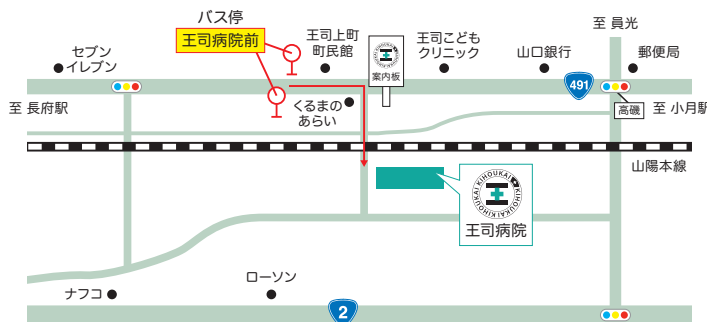 バス停
王司病院前
セブン
イレブン
王司上町
町民館
案内板
王司こども
クリニック
山口銀行
至 員光
郵便局
491
至 長府駅
くるまの
あらい
高磯
至 小月駅
山陽本線
KIHOUKAI KIHOUKAI KIHOUKAI
王司病院
ナフコ
ローソン
2